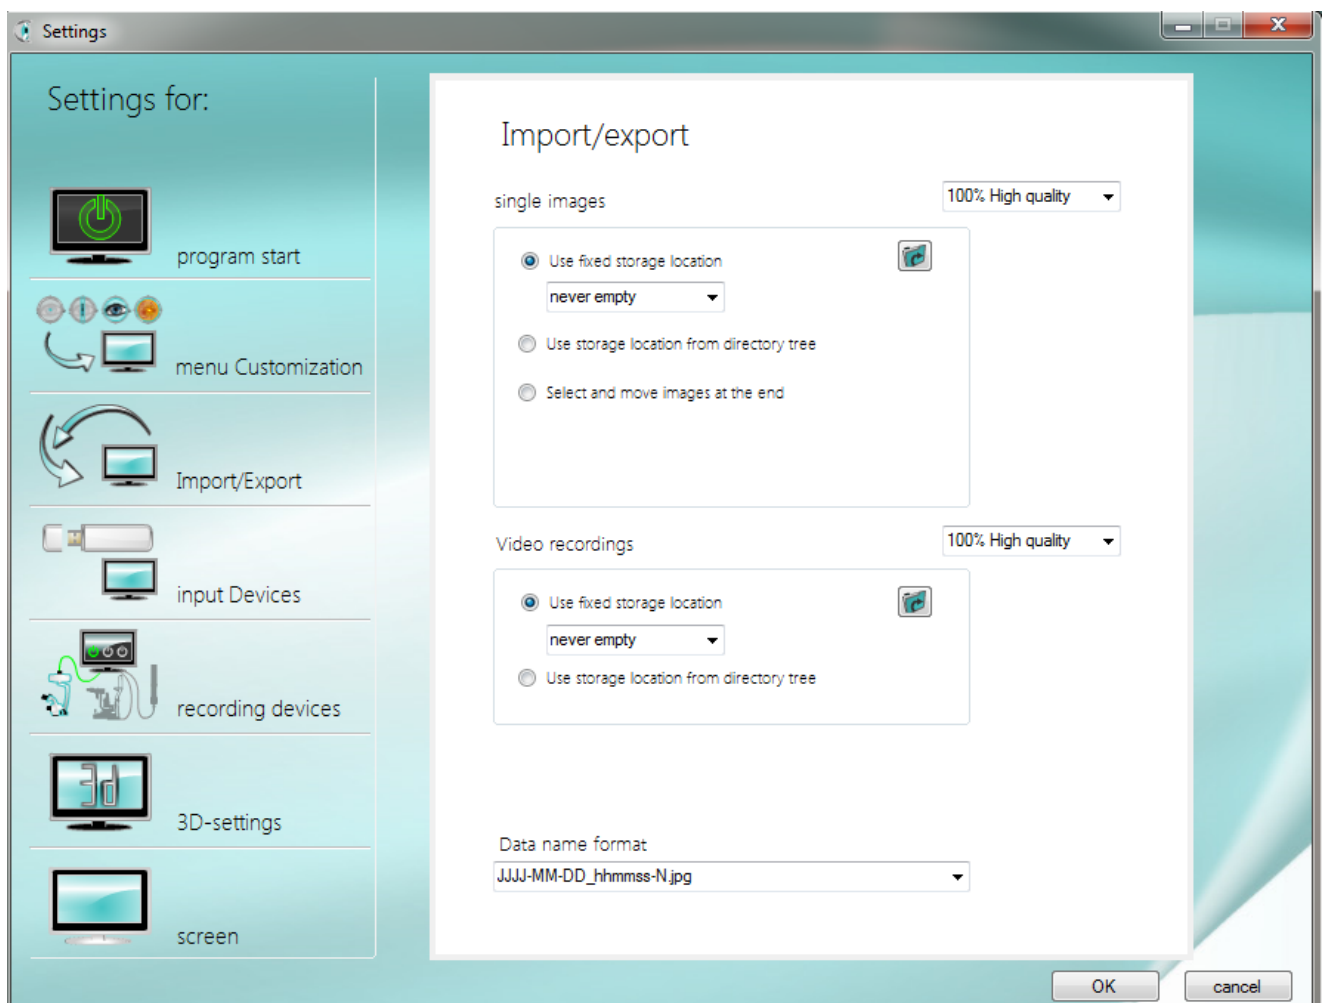 Settings
Settings for:
program start
menu Customization
Import/Export
input Devices
recording devices
3d
3D-settings
screen
Import/export
single images
100% High quality
Use fixed storage location
never empty
Use storage location from directory tree
Select and move images at the end
Video recordings
100% High quality
Use fixed storage location
never empty
Use storage location from directory tree
Data name format
JJJJ-MM-DD_hhmmss-N.jpg
OK
cancel